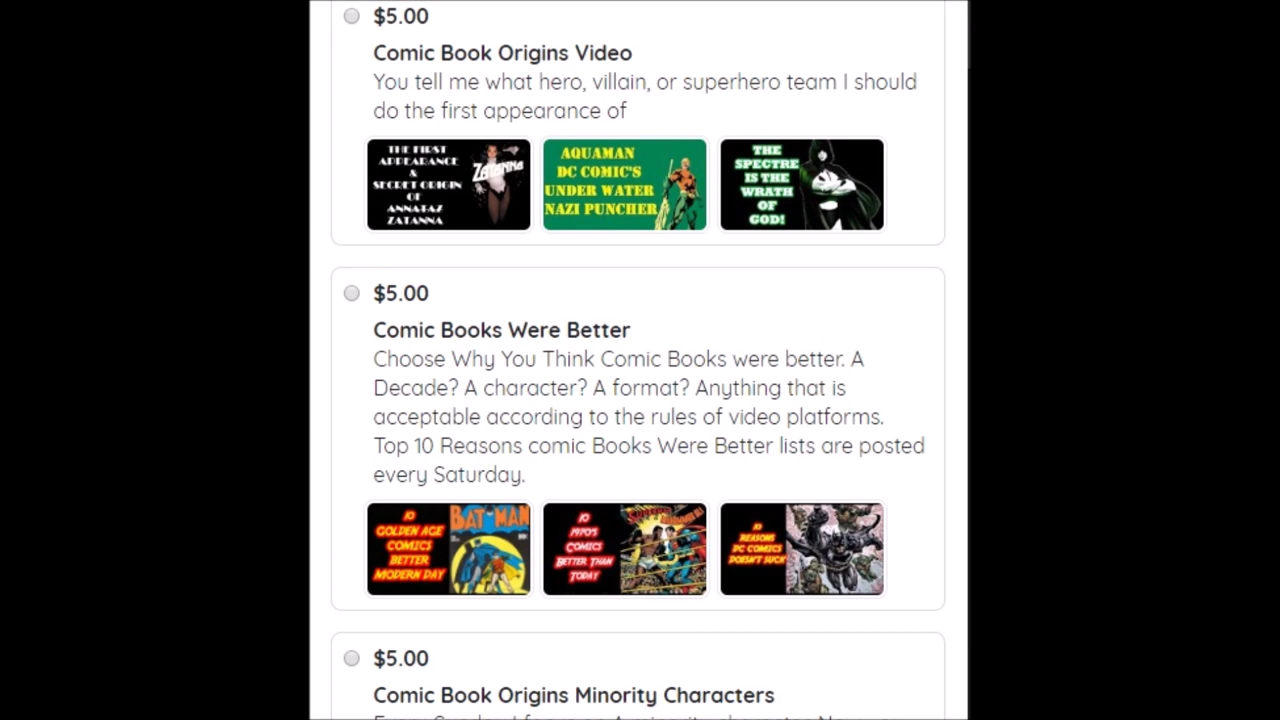 $5.00
Comic Book Origins Video
You tell me what hero, villain, or superhero team I should
do the first appearance of
THE FIRST
APPEARANCE
&
SECRET ORIGIN
OF
ANNATAZ
ZATANNA
ZATANNA
AQUAMAN
DC COMIC'S
UNDER WATER
NAZI PUNCHER
THE
SPECTRE
IS THE
WRATH
OF
GOD!
$5.00
Comic Books Were Better
Choose Why You Think Comic Books were better. A
Decade? A character? A format? Anything that is
acceptable according to the rules of video platforms.
Top 10 Reasons comic Books Were Better lists are posted
every Saturday.
10
GOLDEN AGE
COMICS
BETTER
MODERN DAY
BATMAN
10
1970'S
COMICS
BETTER THAN
TODAY
10
REASONS
DC COMICS
DOESN'T SUCK
$5.00
Comic Book Origins Minority Characters